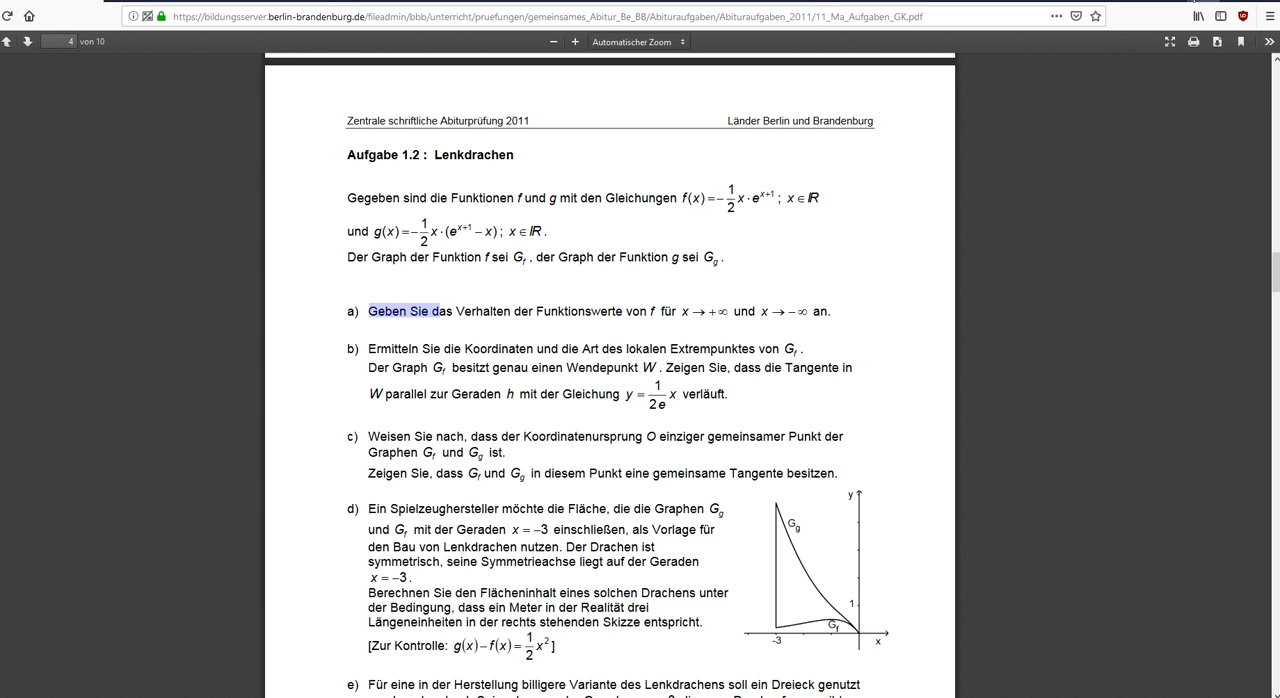 https://bildungsserver.berlin-brandenburg.de/fileadmin/bbb/unterricht/pruefungen/gemeinsames_Abitur_Be_BB/Abituraufgaben/Abituraufgaben_2011/11_Ma_Aufgaben_GK.pdf
4 von 10
Automatischer Zoom
Zentrale schriftliche Abiturprüfung 2011 Länder Berlin und Brandenburg
Aufgabe 1.2 : Lenkdrachen
Gegeben sind die Funktionen f und g mit den Gleichungen f(x) = −1/2 x · e^(x+1) ; x ∈ ℝ
und g(x) = −1/2 x · (e^(x+1) − x) ; x ∈ ℝ .
Der Graph der Funktion f sei G_f , der Graph der Funktion g sei G_g .
a) Geben Sie das Verhalten der Funktionswerte von f für x → +∞ und x → −∞ an.
b) Ermitteln Sie die Koordinaten und die Art des lokalen Extrempunktes von G_f .
Der Graph G_f besitzt genau einen Wendepunkt W . Zeigen Sie, dass die Tangente in
W parallel zur Geraden h mit der Gleichung y = 1/(2e) x verläuft.
c) Weisen Sie nach, dass der Koordinatenursprung O einziger gemeinsamer Punkt der
Graphen G_f und G_g ist.
Zeigen Sie, dass G_f und G_g in diesem Punkt eine gemeinsame Tangente besitzen.
d) Ein Spielzeughersteller möchte die Fläche, die die Graphen G_g
und G_f mit der Geraden x = −3 einschließen, als Vorlage für
den Bau von Lenkdrachen nutzen. Der Drachen ist
symmetrisch, seine Symmetrieachse liegt auf der Geraden
x = −3 .
Berechnen Sie den Flächeninhalt eines solchen Drachens unter
der Bedingung, dass ein Meter in der Realität drei
Längeneinheiten in der rechts stehenden Skizze entspricht.
[Zur Kontrolle: g(x) − f(x) = 1/2 x² ]
y
G_g
1
G_f
-3
x
e) Für eine in der Herstellung billigere Variante des Lenkdrachens soll ein Dreieck genutzt